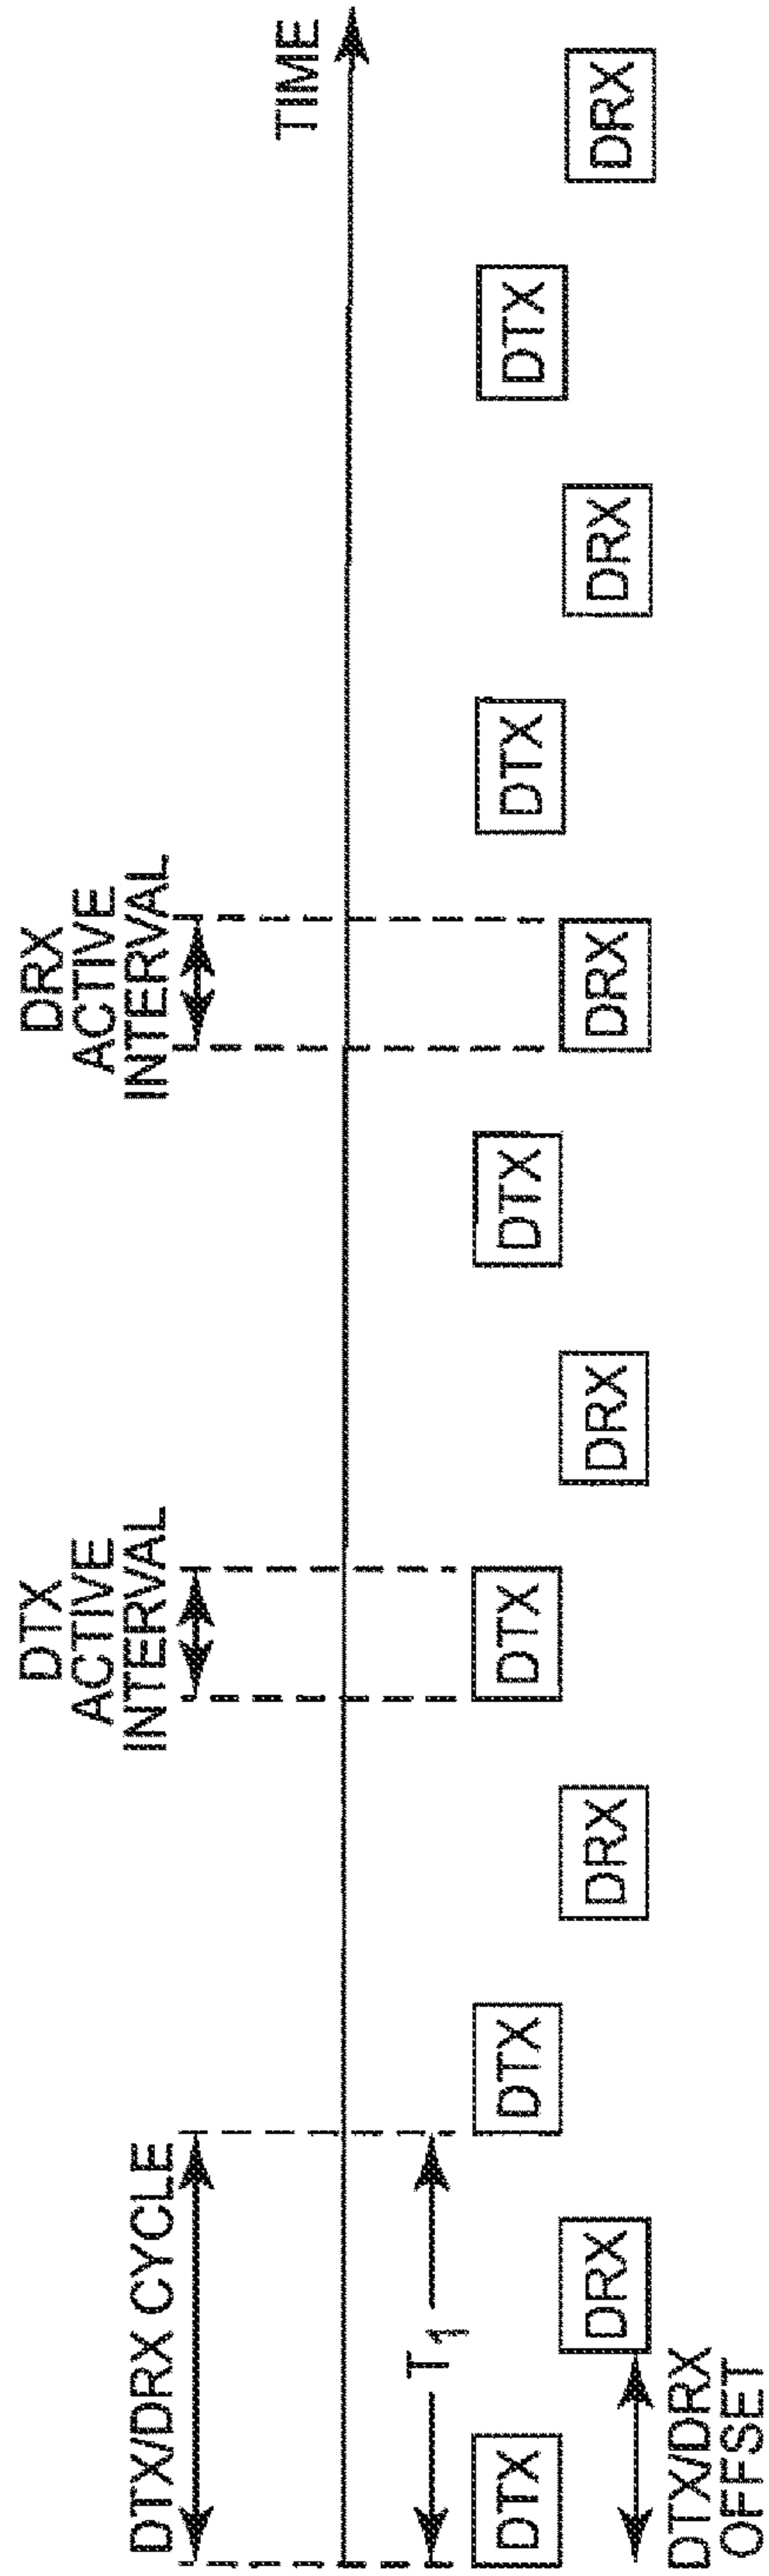 DTX/DRX CYCLE
DTX
ACTIVE
INTERVAL
DRX
ACTIVE
INTERVAL
TIME
T1
DTX
DTX
DTX
DTX
DTX
DTX
DRX
DRX
DRX
DRX
DRX
DRX
DTX/DRX
OFFSET